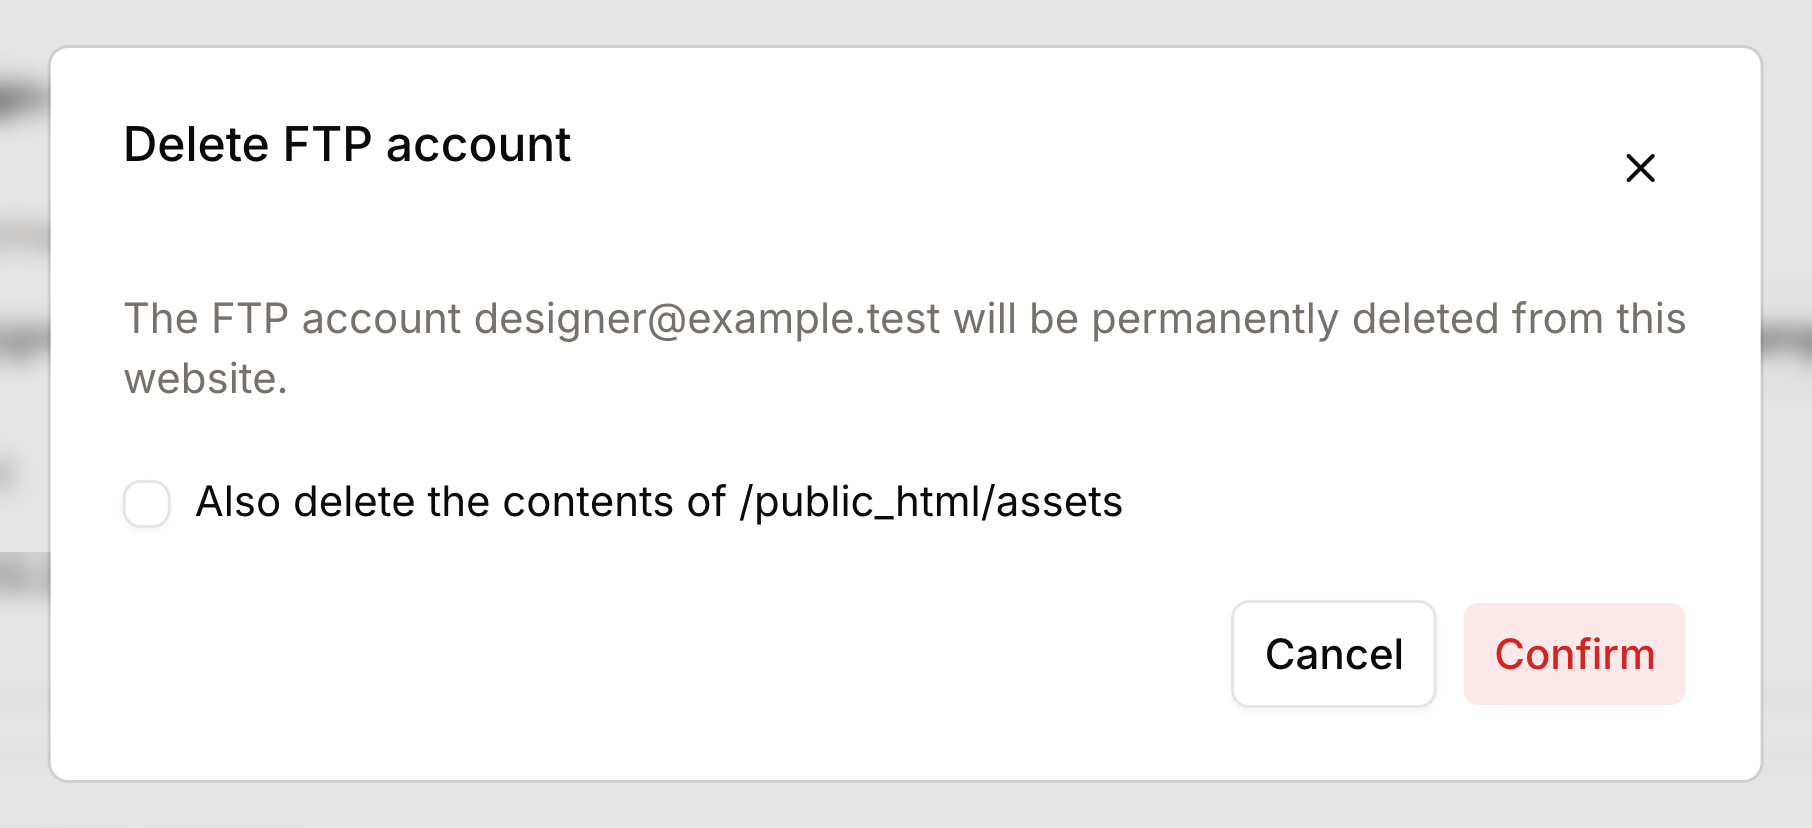 Delete FTP account
The FTP account designer@example.test will be permanently deleted from this
website.
Also delete the contents of /public_html/assets
Cancel
Confirm